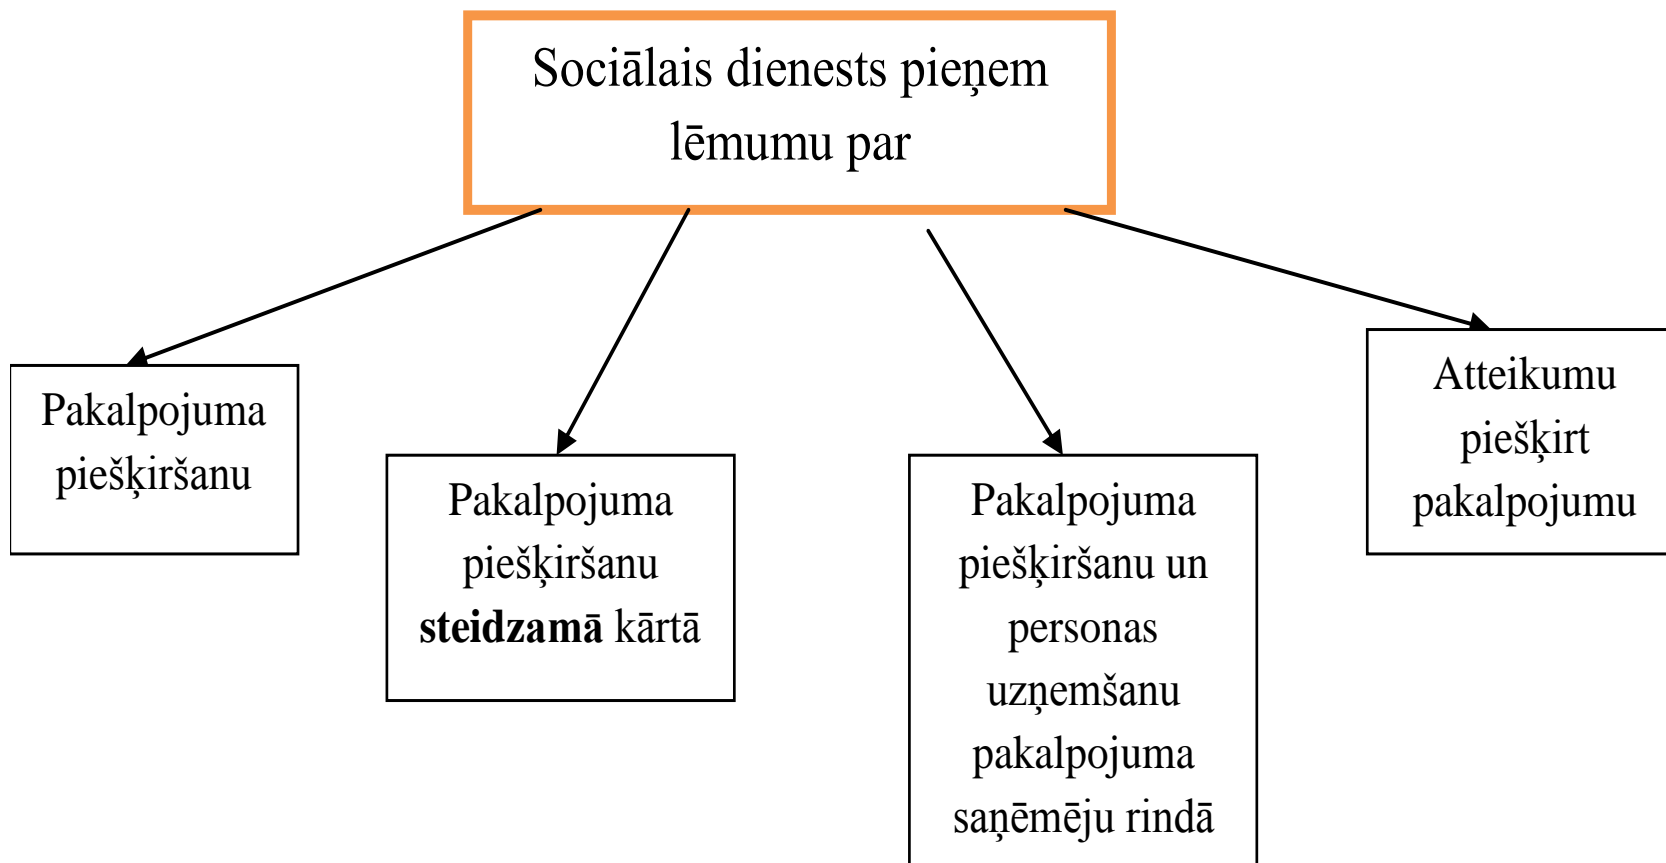 Sociālais dienests pieņem
lēmumu par
Pakalpojuma
piešķiršanu
Pakalpojuma
piešķiršanu
steidzamā kārtā
Pakalpojuma
piešķiršanu un
personas
uzņemšanu
pakalpojuma
saņēmēju rindā
Atteikumu
piešķirt
pakalpojumu